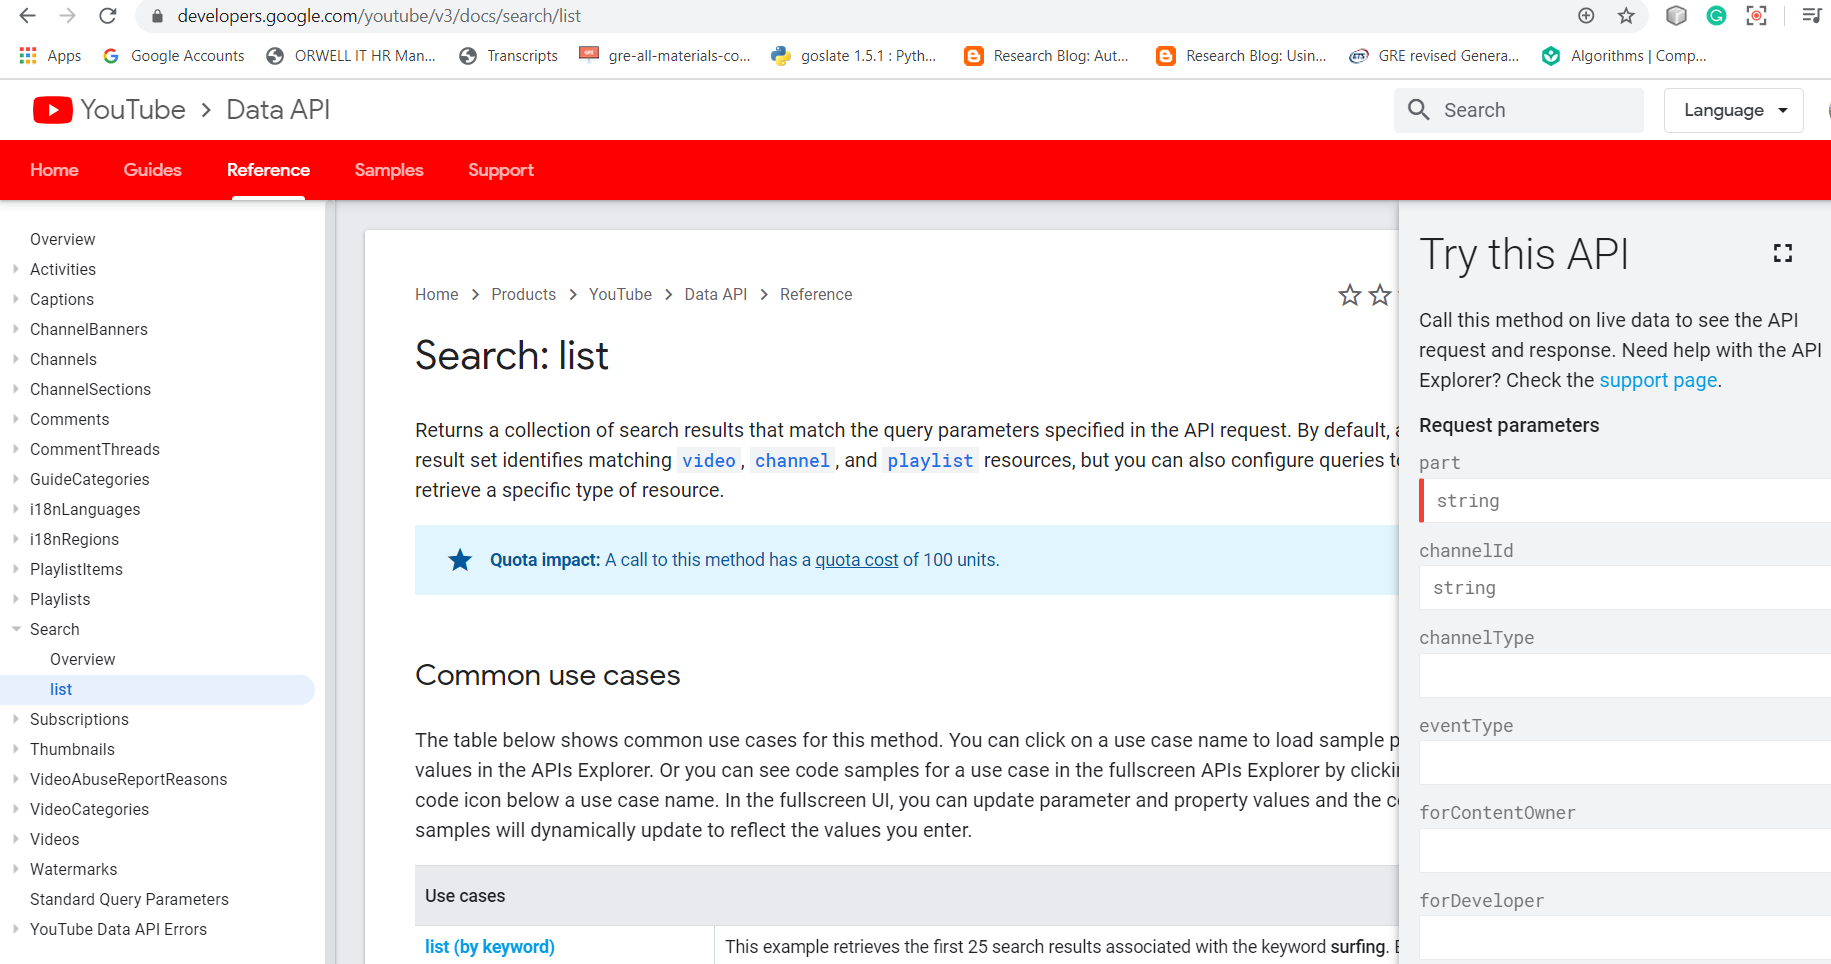 developers.google.com/youtube/v3/docs/search/list
Apps
Google Accounts
ORWELL IT HR Man...
Transcripts
gre-all-materials-co...
goslate 1.5.1 : Pyth...
Research Blog: Aut...
Research Blog: Usin...
GRE revised Genera...
Algorithms | Comp...
YouTube > Data API
Search
Language
Home
Guides
Reference
Samples
Support
Overview
Activities
Captions
ChannelBanners
Channels
ChannelSections
Comments
CommentThreads
GuideCategories
i18nLanguages
i18nRegions
PlaylistItems
Playlists
Search
Overview
list
Subscriptions
Thumbnails
VideoAbuseReportReasons
VideoCategories
Videos
Watermarks
Standard Query Parameters
YouTube Data API Errors
Home > Products > YouTube > Data API > Reference
Search: list
Returns a collection of search results that match the query parameters specified in the API request. By default,
result set identifies matching video, channel, and playlist resources, but you can also configure queries
retrieve a specific type of resource.
Quota impact: A call to this method has a quota cost of 100 units.
Common use cases
The table below shows common use cases for this method. You can click on a use case name to load sample
values in the APIs Explorer. Or you can see code samples for a use case in the fullscreen APIs Explorer by
code icon below a use case name. In the fullscreen UI, you can update parameter and property values and the
samples will dynamically update to reflect the values you enter.
Use cases
list (by keyword)
This example retrieves the first 25 search results associated with the keyword surfing.
Try this API
Call this method on live data to see the API
request and response. Need help with the API
Explorer? Check the support page.
Request parameters
part
string
channelId
string
channelType
eventType
forContentOwner
forDeveloper